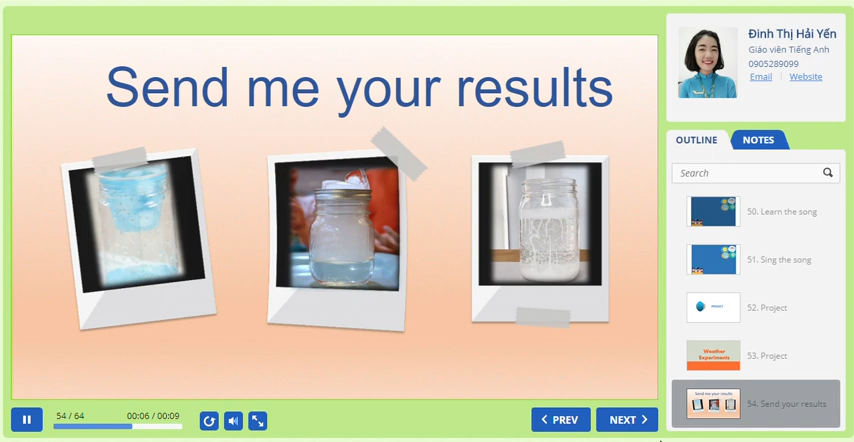 Send me your results
Đinh Thị Hải Yến
Giáo viên Tiếng Anh
0905289099
Email | Website
OUTLINE
NOTES
Search
50. Learn the song
51. Sing the song
52. Project
PROJECT
53. Project
Weather
Experiments
54. Send your results
Send me your results
54 / 64
00:06 / 00:09
PREV
NEXT